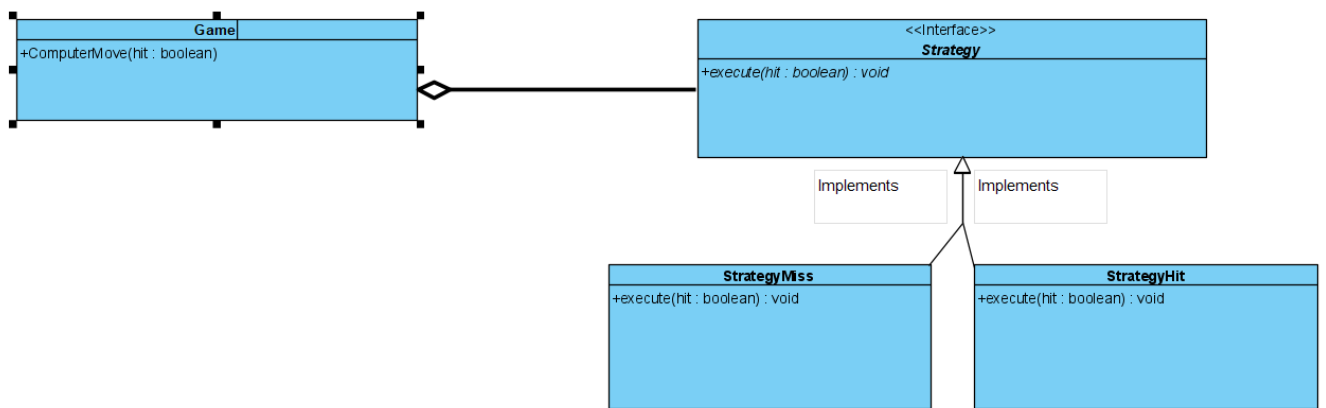 Game
+ComputerMove(hit : boolean)
<<Interface>>
Strategy
+execute(hit : boolean) : void
Implements
Implements
StrategyMiss
+execute(hit : boolean) : void
StrategyHit
+execute(hit : boolean) : void